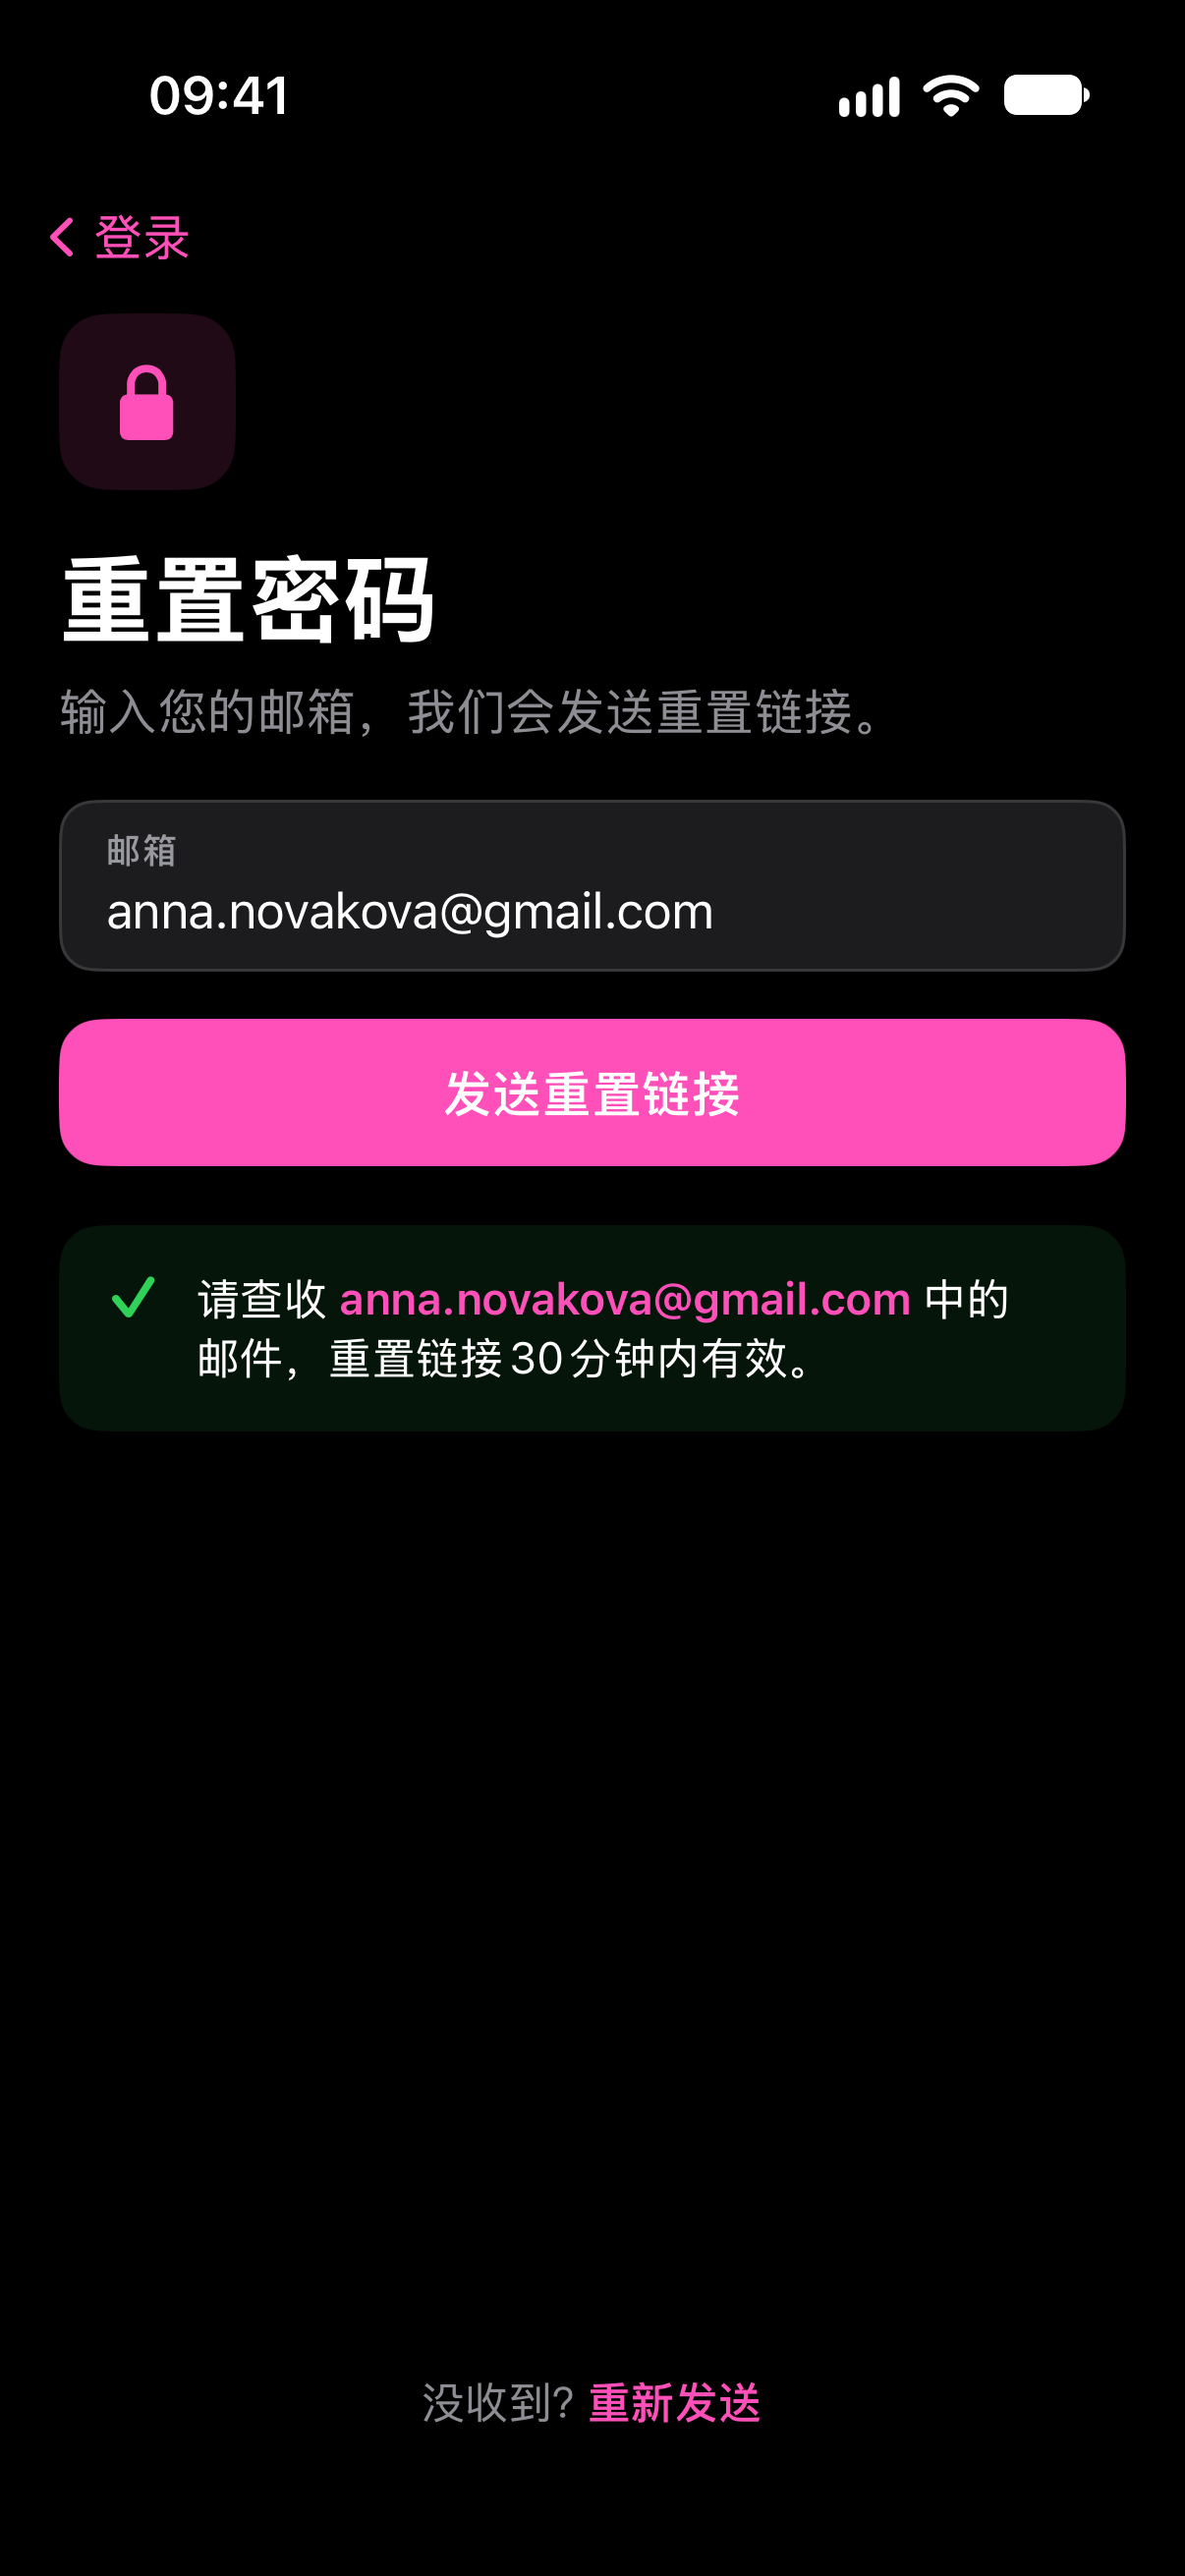 09:41
登录
重置密码
输入您的邮箱，我们会发送重置链接。
邮箱
anna.novakova@gmail.com
发送重置链接
请查收 anna.novakova@gmail.com 中的
邮件，重置链接 30 分钟内有效。
没收到? 重新发送